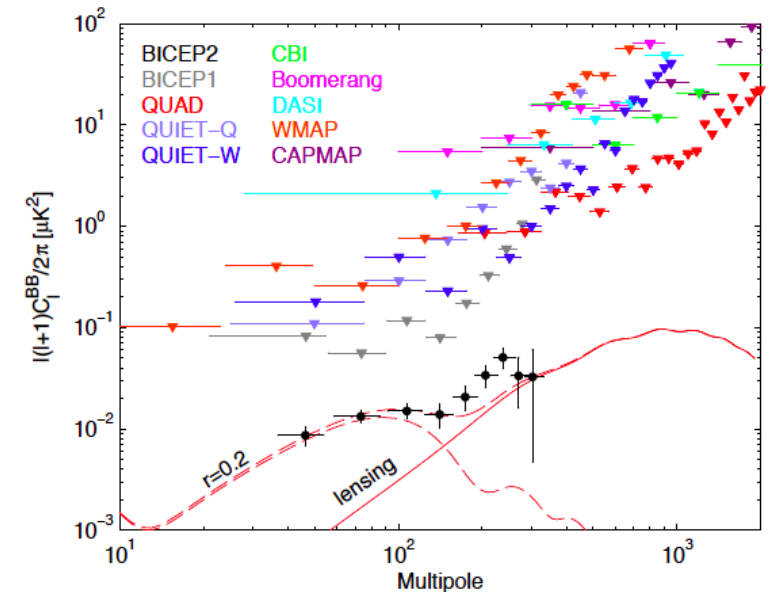 l(l+1)C_l^BB/2π [μK²]
10²
10¹
10⁰
10⁻¹
10⁻²
10⁻³
BICEP2
BICEP1
QUAD
QUIET-Q
QUIET-W
CBI
Boomerang
DASI
WMAP
CAPMAP
r=0.2
lensing
10¹
10²
10³
Multipole